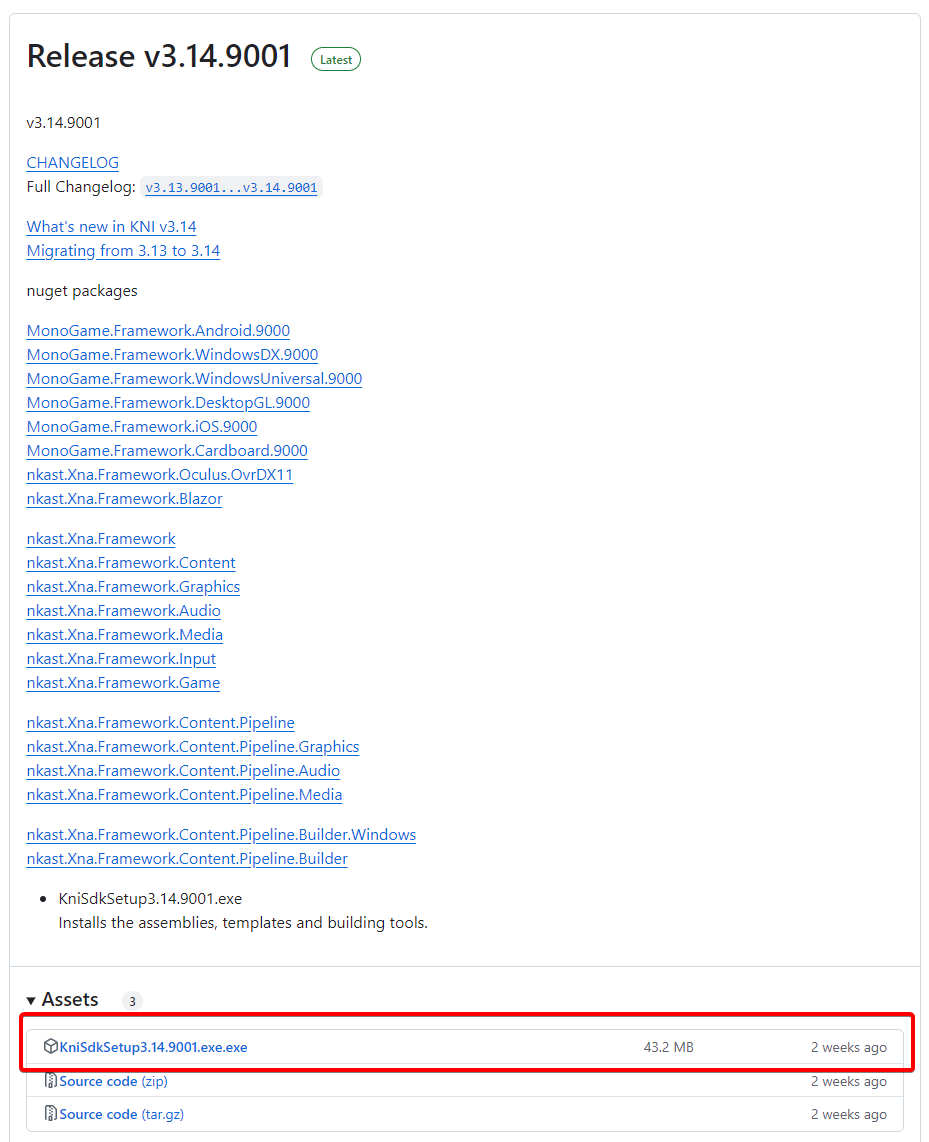 Release v3.14.9001 Latest
v3.14.9001
CHANGELOG
Full Changelog: v3.13.9001...v3.14.9001
What's new in KNI v3.14
Migrating from 3.13 to 3.14
nuget packages
MonoGame.Framework.Android.9000
MonoGame.Framework.WindowsDX.9000
MonoGame.Framework.WindowsUniversal.9000
MonoGame.Framework.DesktopGL.9000
MonoGame.Framework.iOS.9000
MonoGame.Framework.Cardboard.9000
nkast.Xna.Framework.Oculus.OvrDX11
nkast.Xna.Framework.Blazor
nkast.Xna.Framework
nkast.Xna.Framework.Content
nkast.Xna.Framework.Graphics
nkast.Xna.Framework.Audio
nkast.Xna.Framework.Media
nkast.Xna.Framework.Input
nkast.Xna.Framework.Game
nkast.Xna.Framework.Content.Pipeline
nkast.Xna.Framework.Content.Pipeline.Graphics
nkast.Xna.Framework.Content.Pipeline.Audio
nkast.Xna.Framework.Content.Pipeline.Media
nkast.Xna.Framework.Content.Pipeline.Builder.Windows
nkast.Xna.Framework.Content.Pipeline.Builder
• KniSdkSetup3.14.9001.exe
Installs the assemblies, templates and building tools.
▾ Assets 3
KniSdkSetup3.14.9001.exe.exe 43.2 MB 2 weeks ago
Source code (zip) 2 weeks ago
Source code (tar.gz) 2 weeks ago